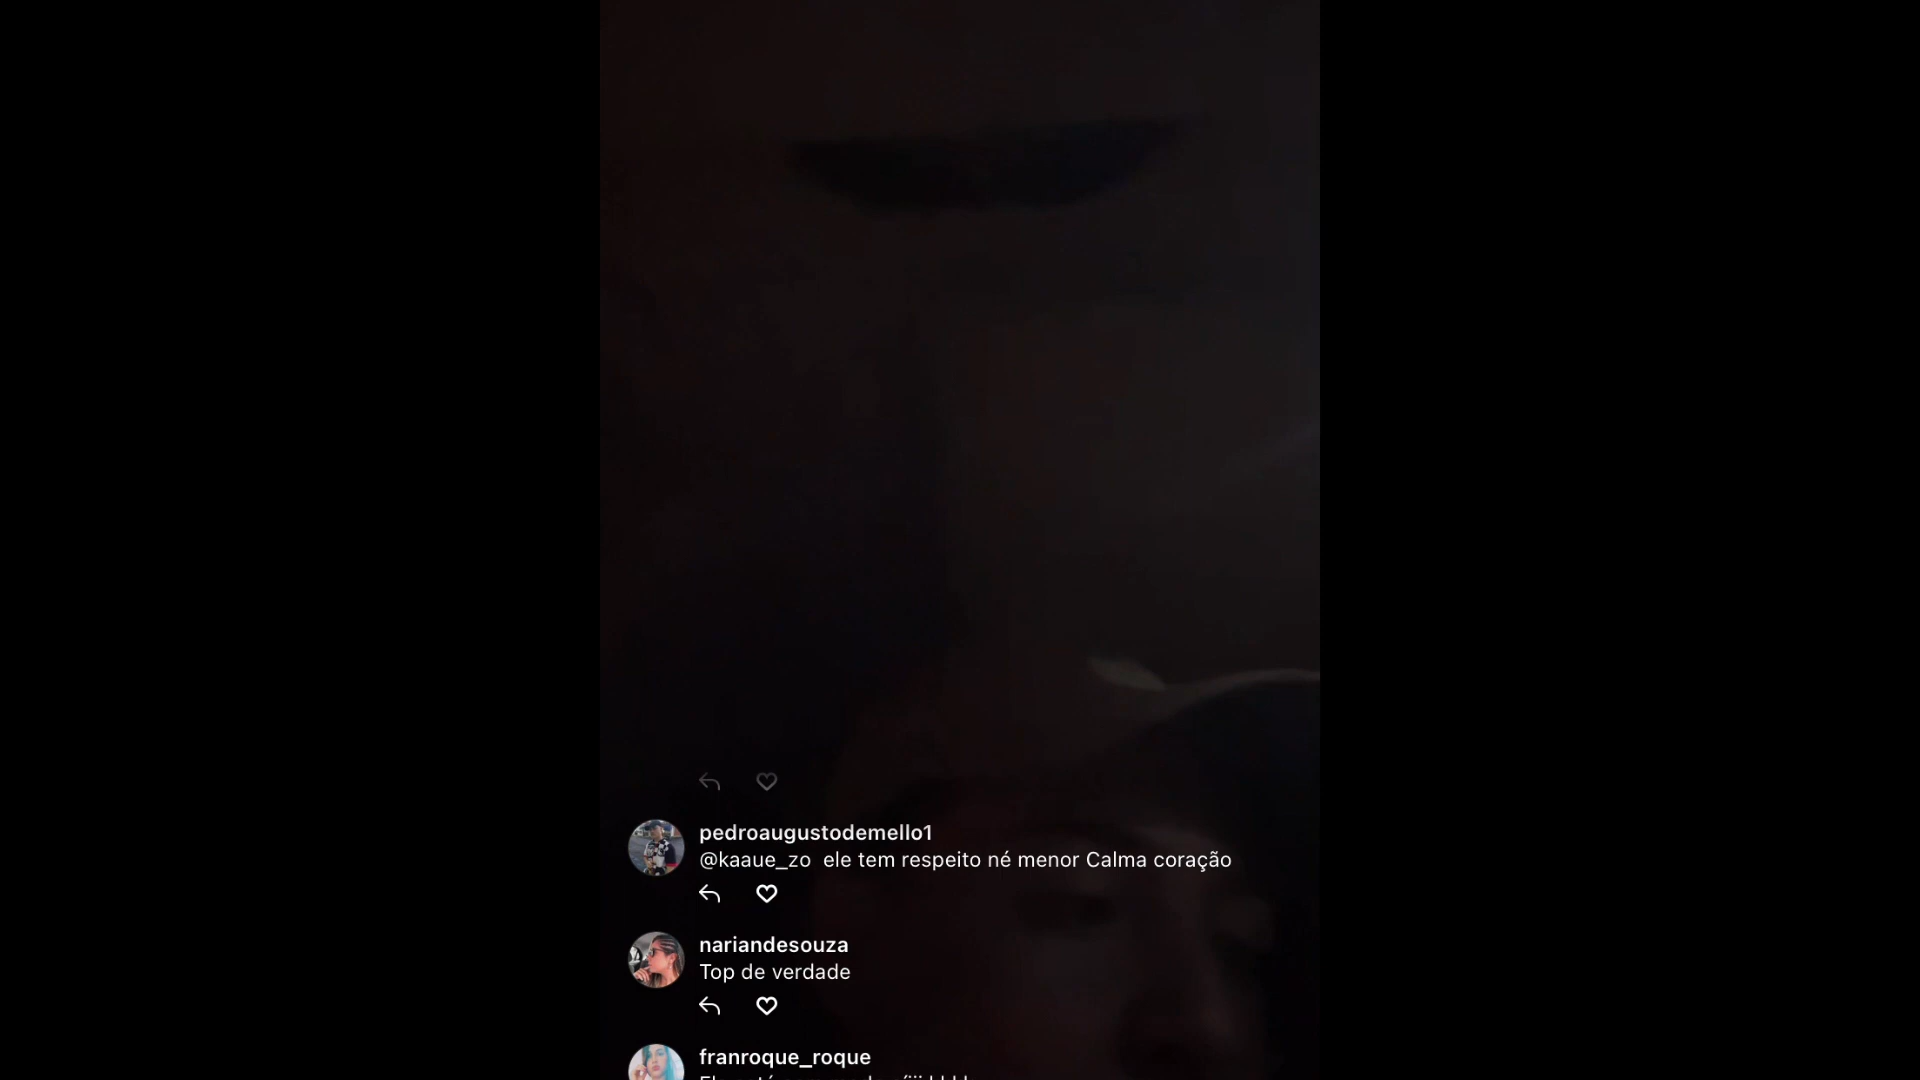 pedroaugustodemello1
@kaaue_zo ele tem respeito né menor Calma coração
nariandesouza
Top de verdade
franroque_roque